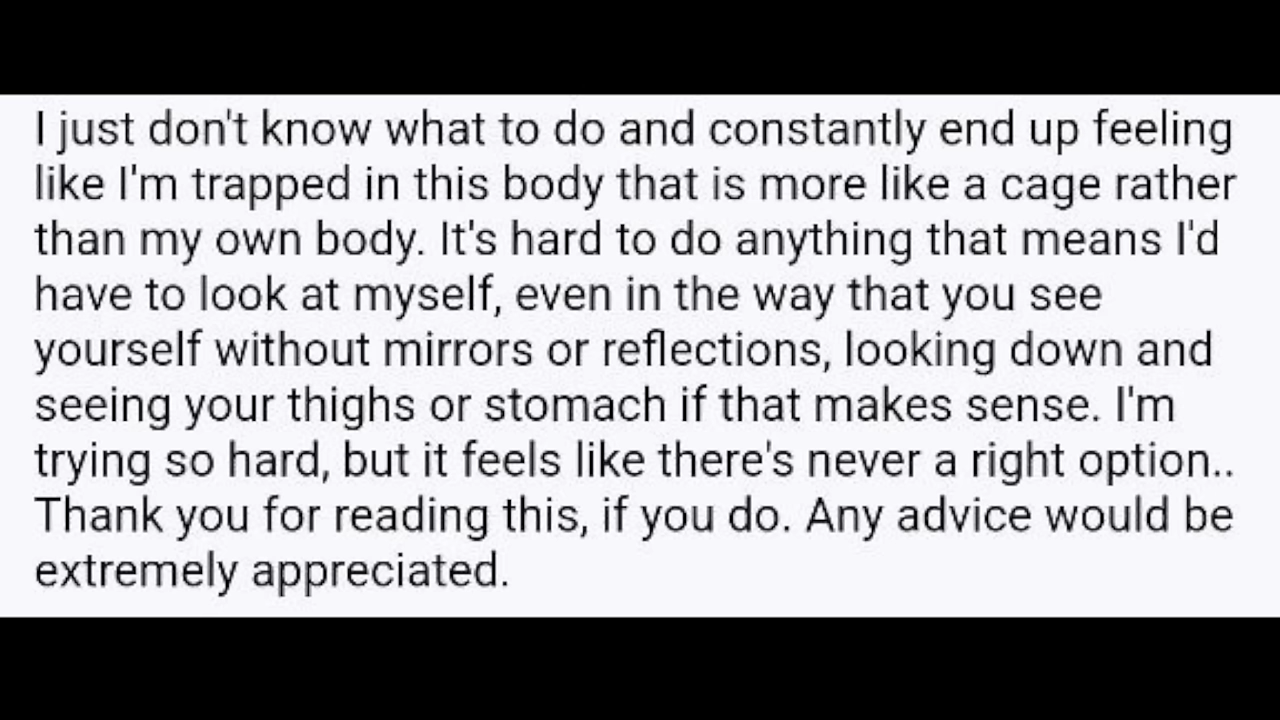 I just don't know what to do and constantly end up feeling
like I'm trapped in this body that is more like a cage rather
than my own body. It's hard to do anything that means I'd
have to look at myself, even in the way that you see
yourself without mirrors or reflections, looking down and
seeing your thighs or stomach if that makes sense. I'm
trying so hard, but it feels like there's never a right option..
Thank you for reading this, if you do. Any advice would be
extremely appreciated.